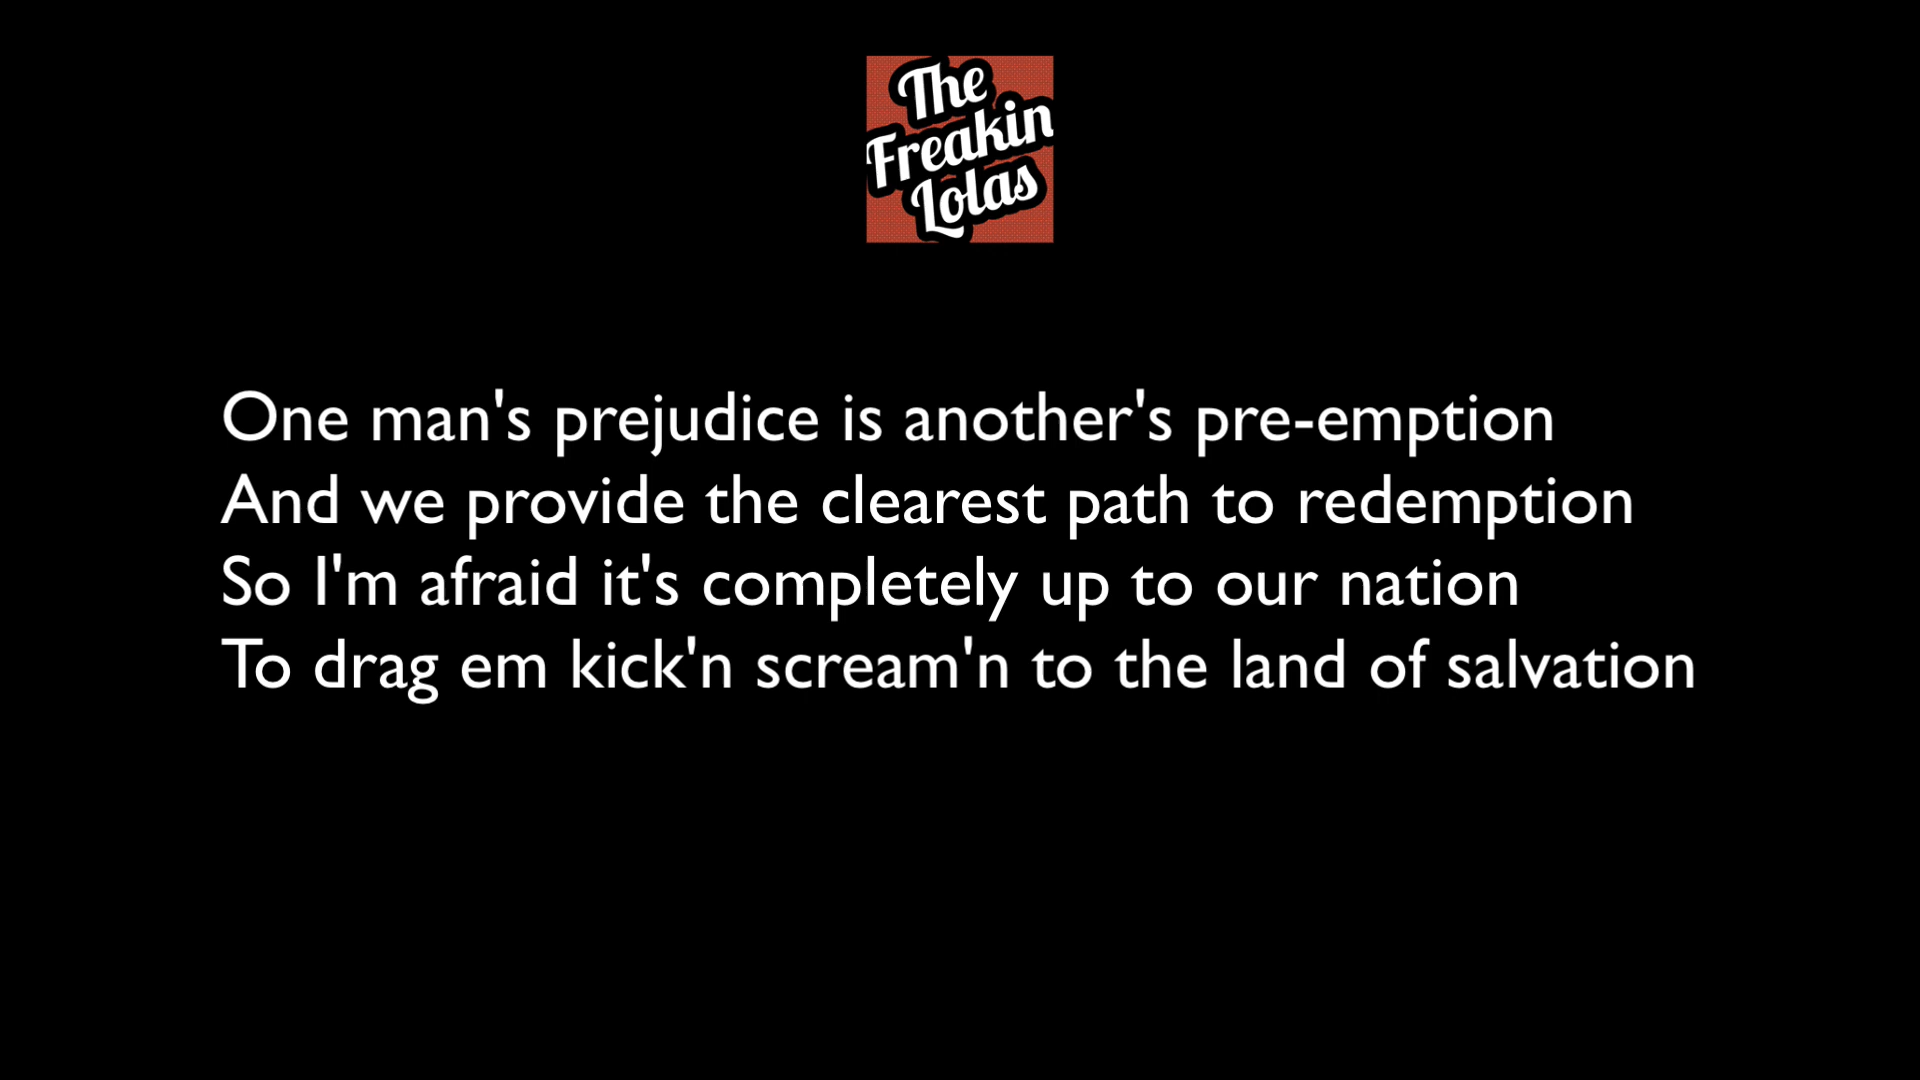 The
Freakin
Lolas
One man's prejudice is another's pre-emption
And we provide the clearest path to redemption
So I'm afraid it's completely up to our nation
To drag em kick'n scream'n to the land of salvation